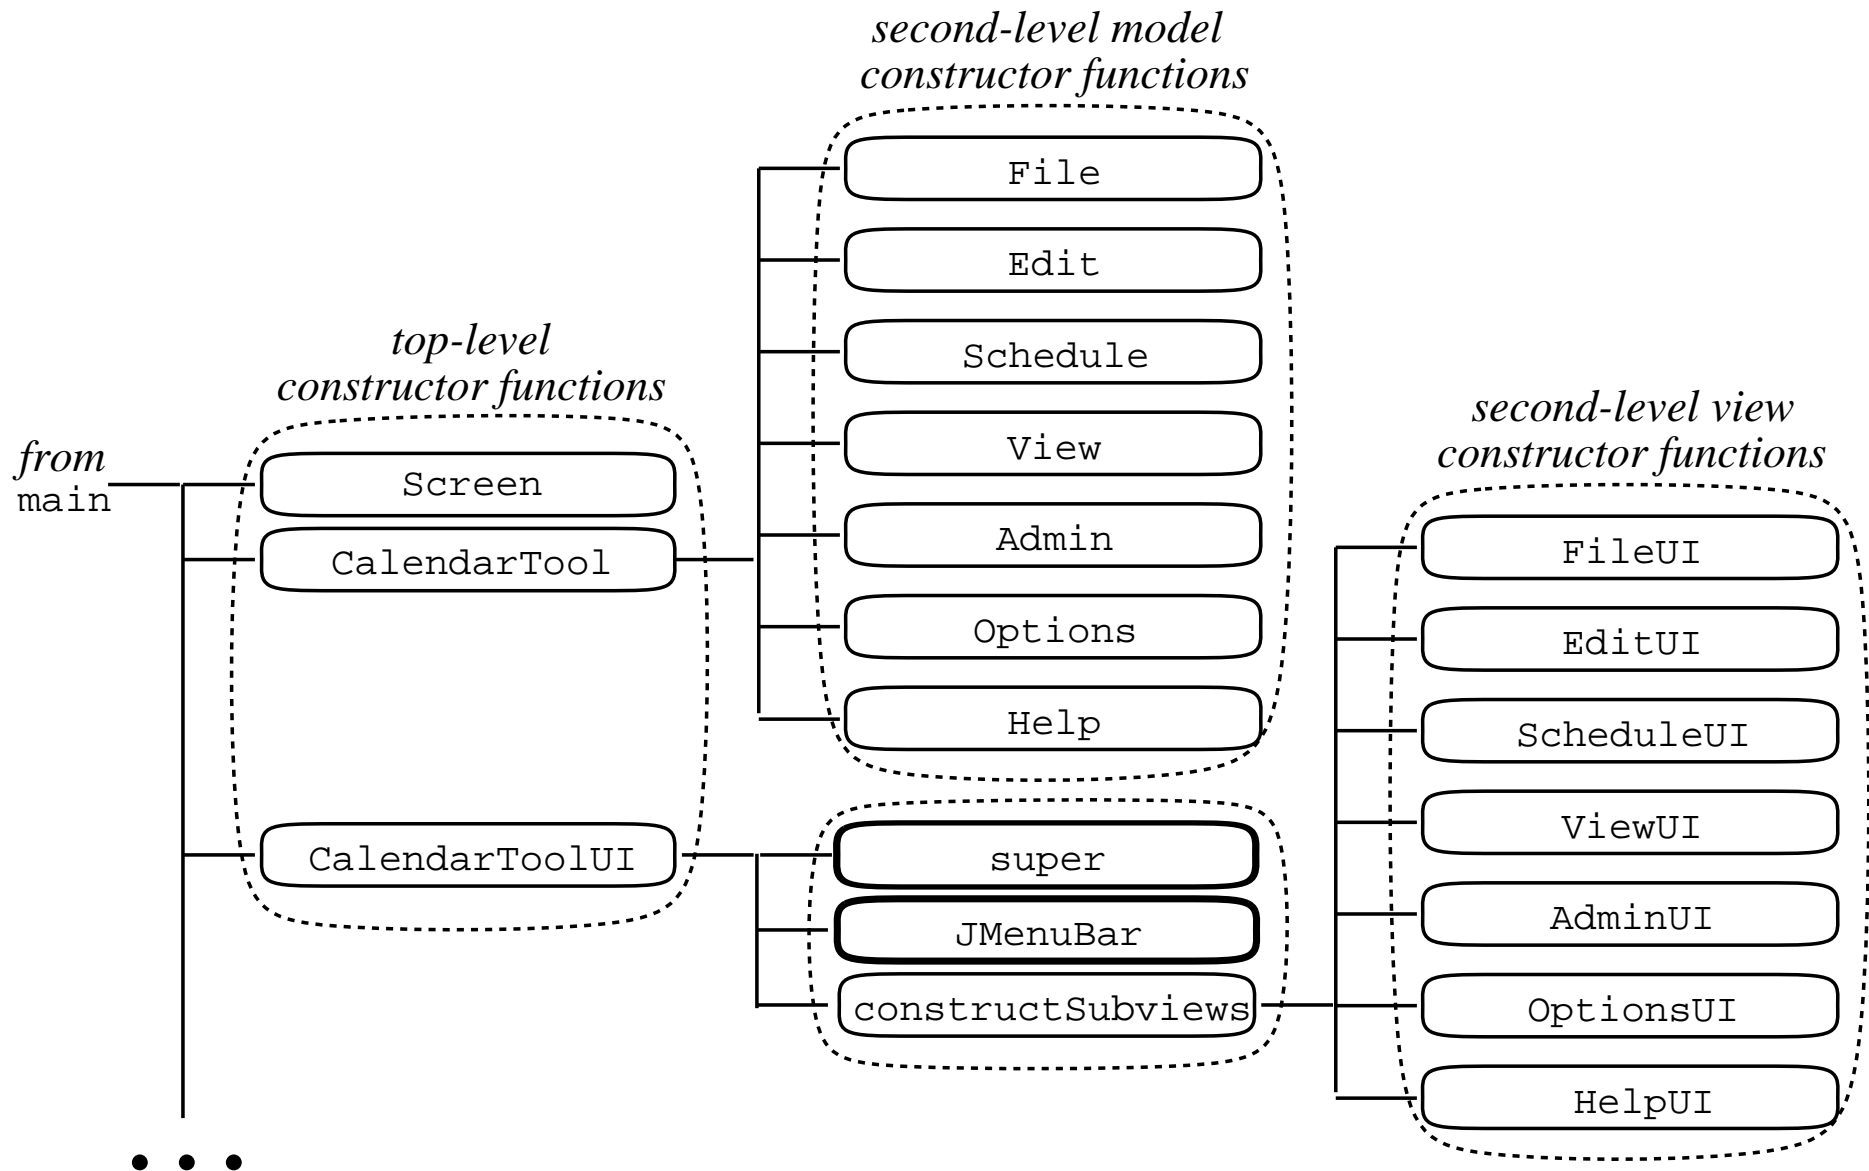 second-level model
constructor functions
File
Edit
Schedule
View
Admin
Options
Help
top-level
constructor functions
from
main
Screen
CalendarTool
CalendarToolUI
super
JMenuBar
constructSubviews
second-level view
constructor functions
FileUI
EditUI
ScheduleUI
ViewUI
AdminUI
OptionsUI
HelpUI
• • •